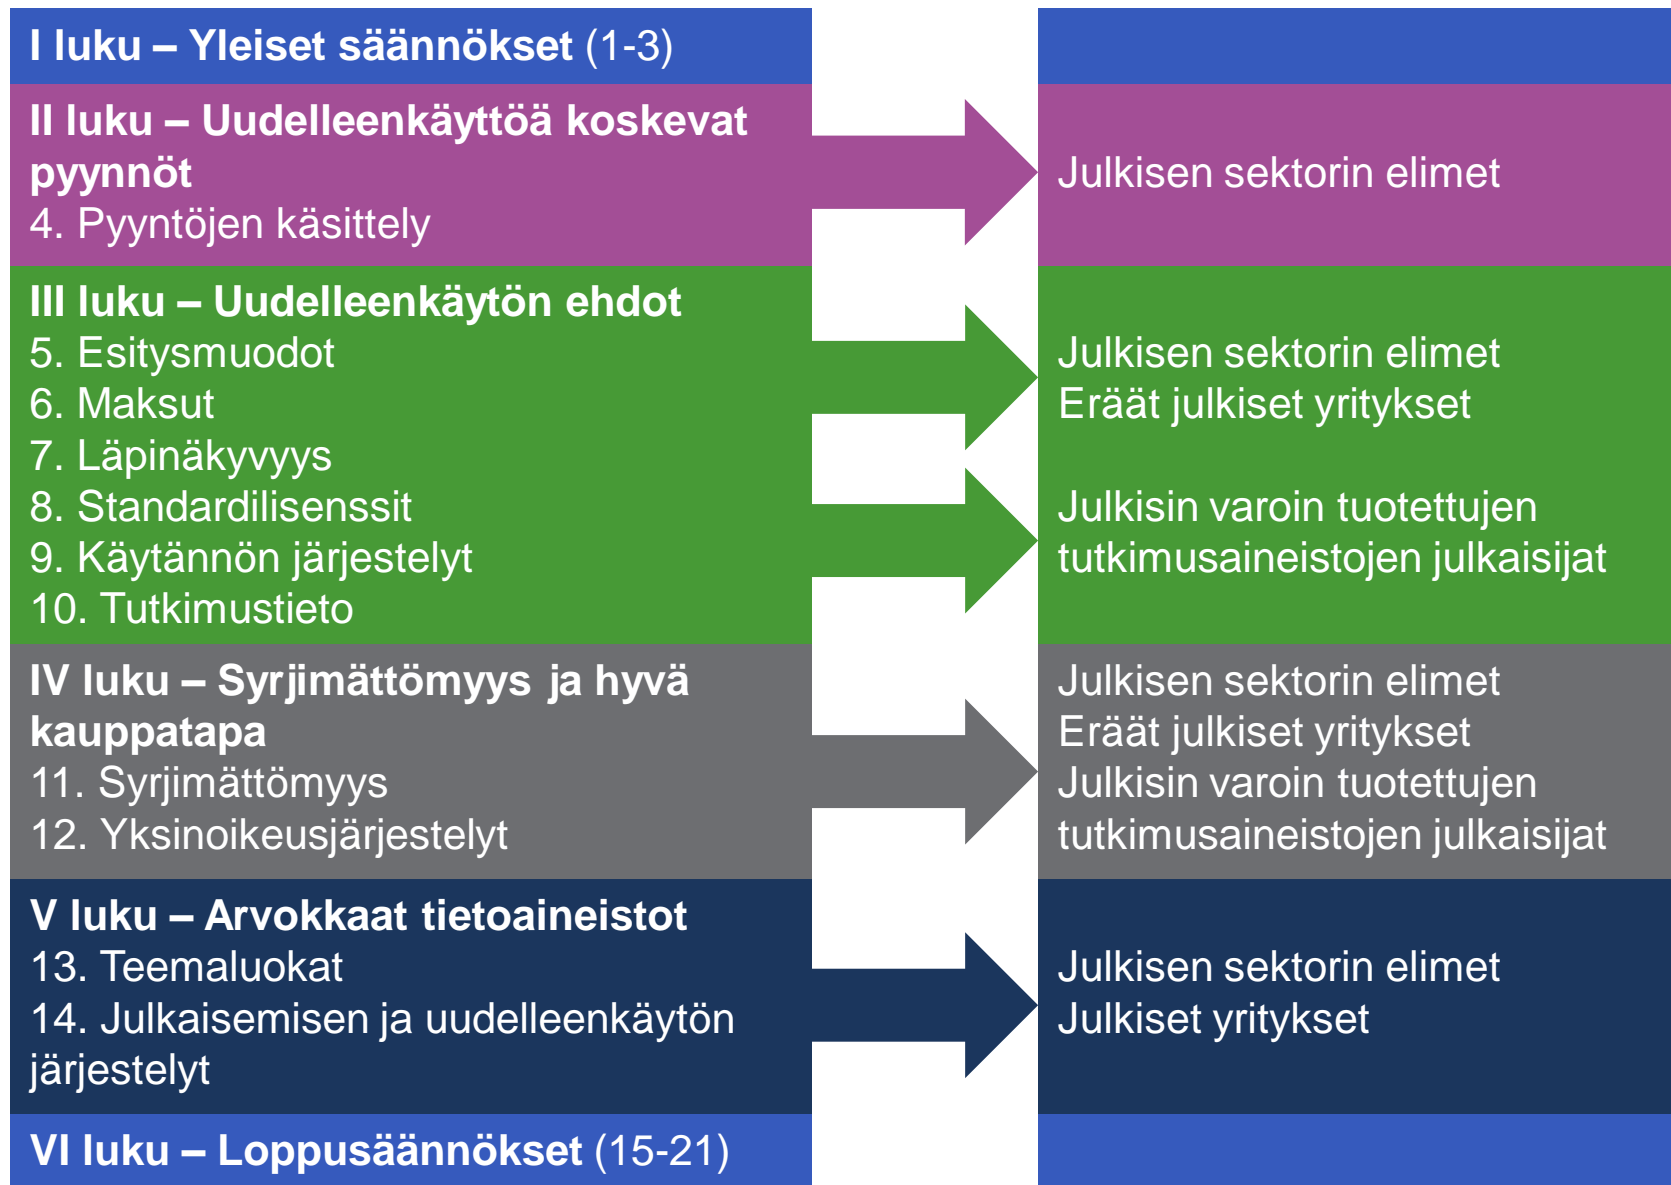 I luku – Yleiset säännökset (1-3)
II luku – Uudelleenkäyttöä koskevat
pyynnöt
4. Pyyntöjen käsittely
Julkisen sektorin elimet
III luku – Uudelleenkäytön ehdot
5. Esitysmuodot
6. Maksut
7. Läpinäkyvyys
8. Standardilisenssit
9. Käytännön järjestelyt
10. Tutkimustieto
Julkisen sektorin elimet
Eräät julkiset yritykset
Julkisin varoin tuotettujen
tutkimusaineistojen julkaisijat
IV luku – Syrjimättömyys ja hyvä
kauppatapa
11. Syrjimättömyys
12. Yksinoikeusjärjestelyt
Julkisen sektorin elimet
Eräät julkiset yritykset
Julkisin varoin tuotettujen
tutkimusaineistojen julkaisijat
V luku – Arvokkaat tietoaineistot
13. Teemaluokat
14. Julkaisemisen ja uudelleenkäytön
järjestelyt
Julkisen sektorin elimet
Julkiset yritykset
VI luku – Loppusäännökset (15-21)